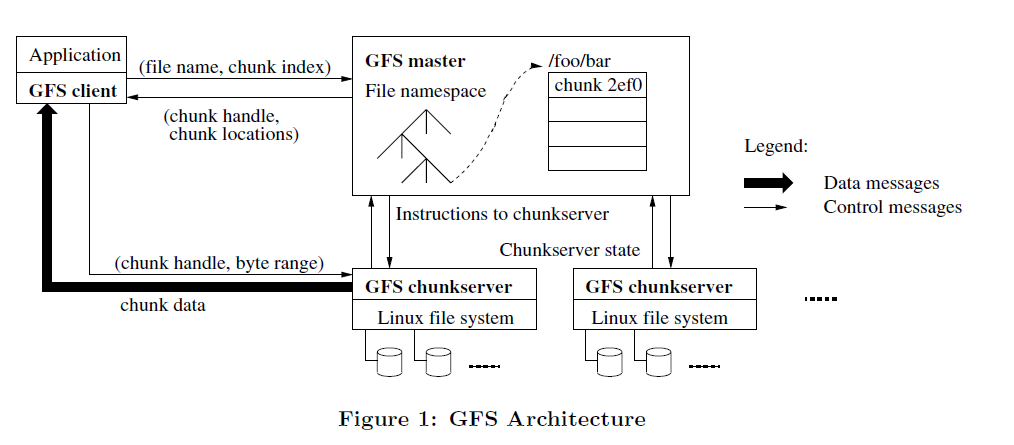 Application
GFS client
(file name, chunk index)
(chunk handle,
chunk locations)
GFS master
File namespace
/foo/bar
chunk 2ef0
Legend:
Data messages
Control messages
Instructions to chunkserver
Chunkserver state
(chunk handle, byte range)
chunk data
GFS chunkserver
Linux file system
GFS chunkserver
Linux file system
Figure 1: GFS Architecture